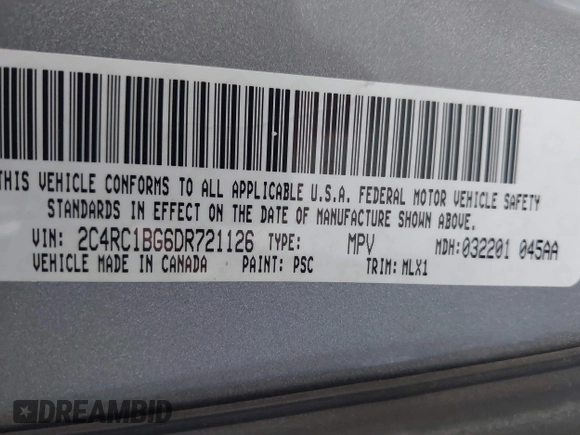 THIS VEHICLE CONFORMS TO ALL APPLICABLE U.S.A. FEDERAL MOTOR VEHICLE SAFETY
STANDARDS IN EFFECT ON THE DATE OF MANUFACTURE SHOWN ABOVE.
VIN: 2C4RC1BG6DR721126 TYPE: MPV MDH:032201 045AA
VEHICLE MADE IN CANADA PAINT: PSC TRIM: MLX1
DREAMBID